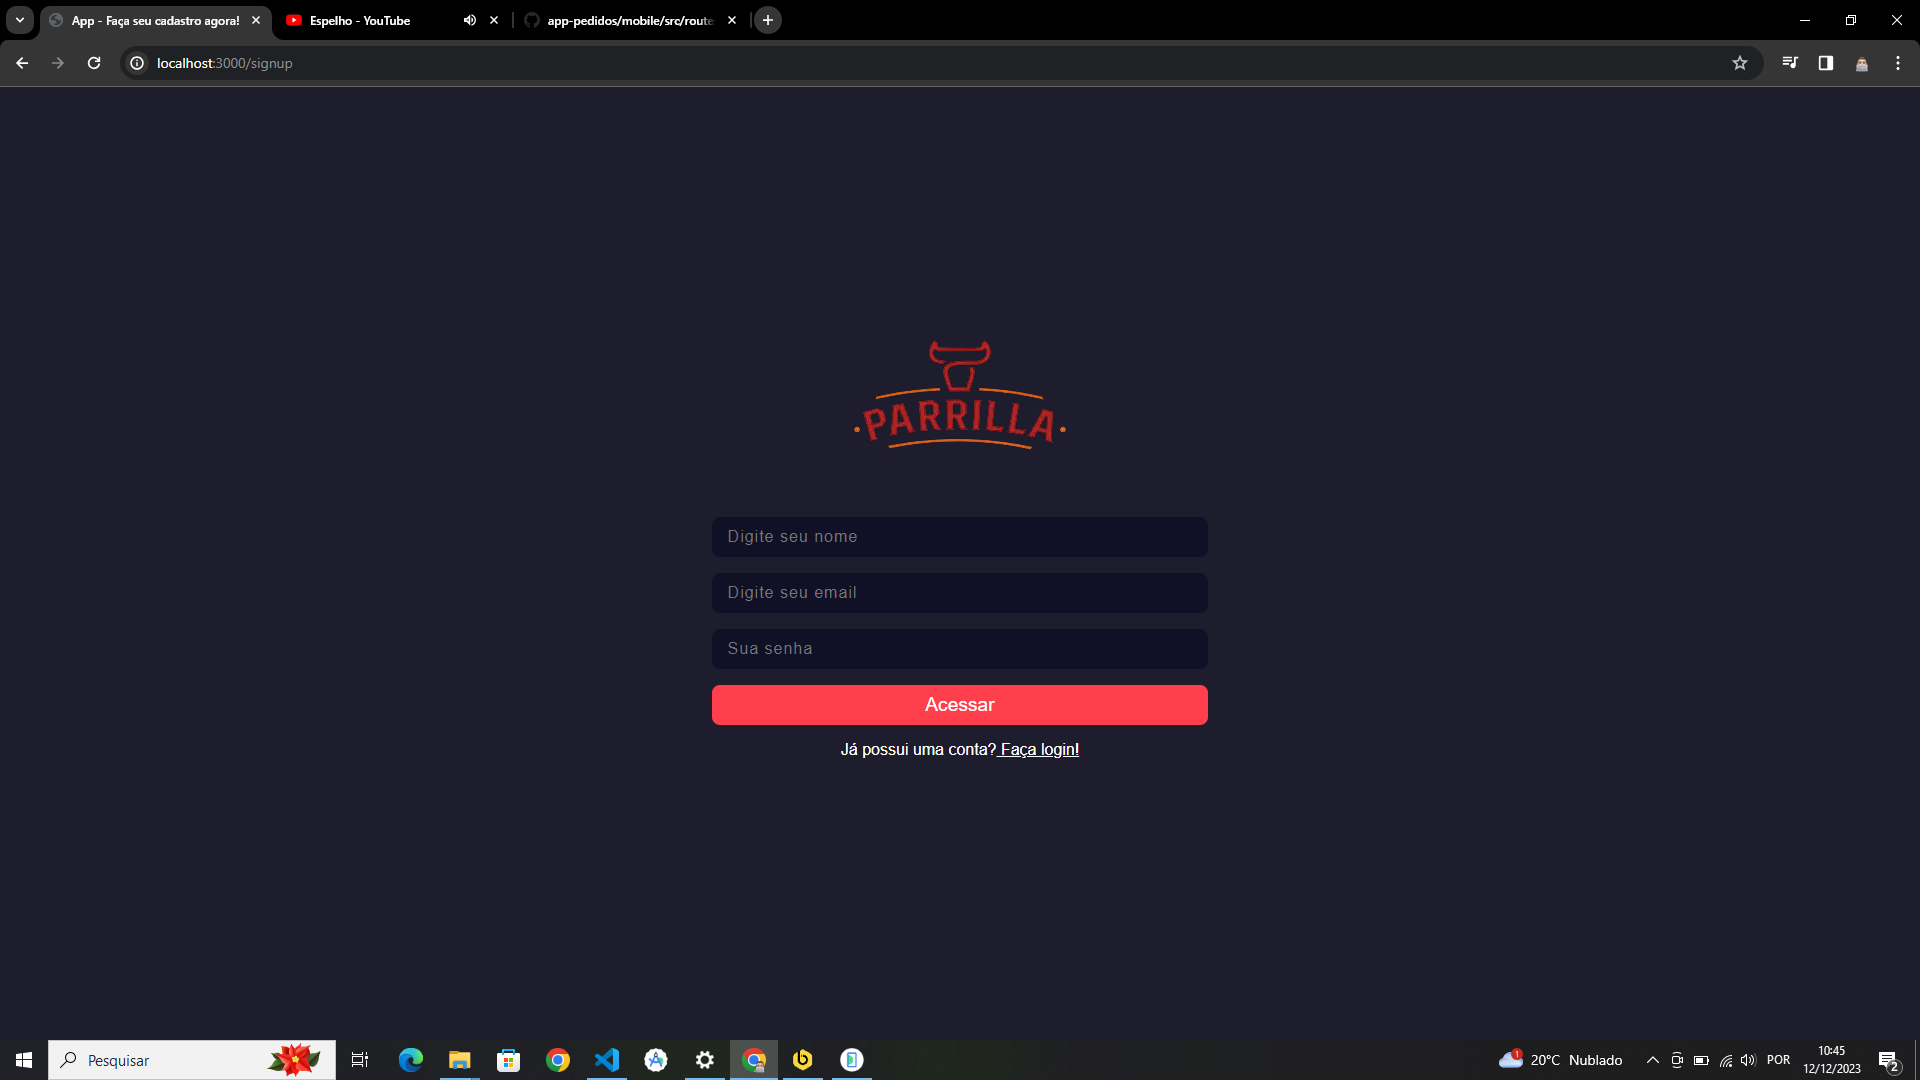 App - Faça seu cadastro agora!
Espelho - YouTube
app-pedidos/mobile/src/route
localhost:3000/signup
PARRILLA
Digite seu nome
Digite seu email
Sua senha
Acessar
Já possui uma conta? Faça login!
Pesquisar
1
20°C Nublado
POR
10:45
12/12/2023
2